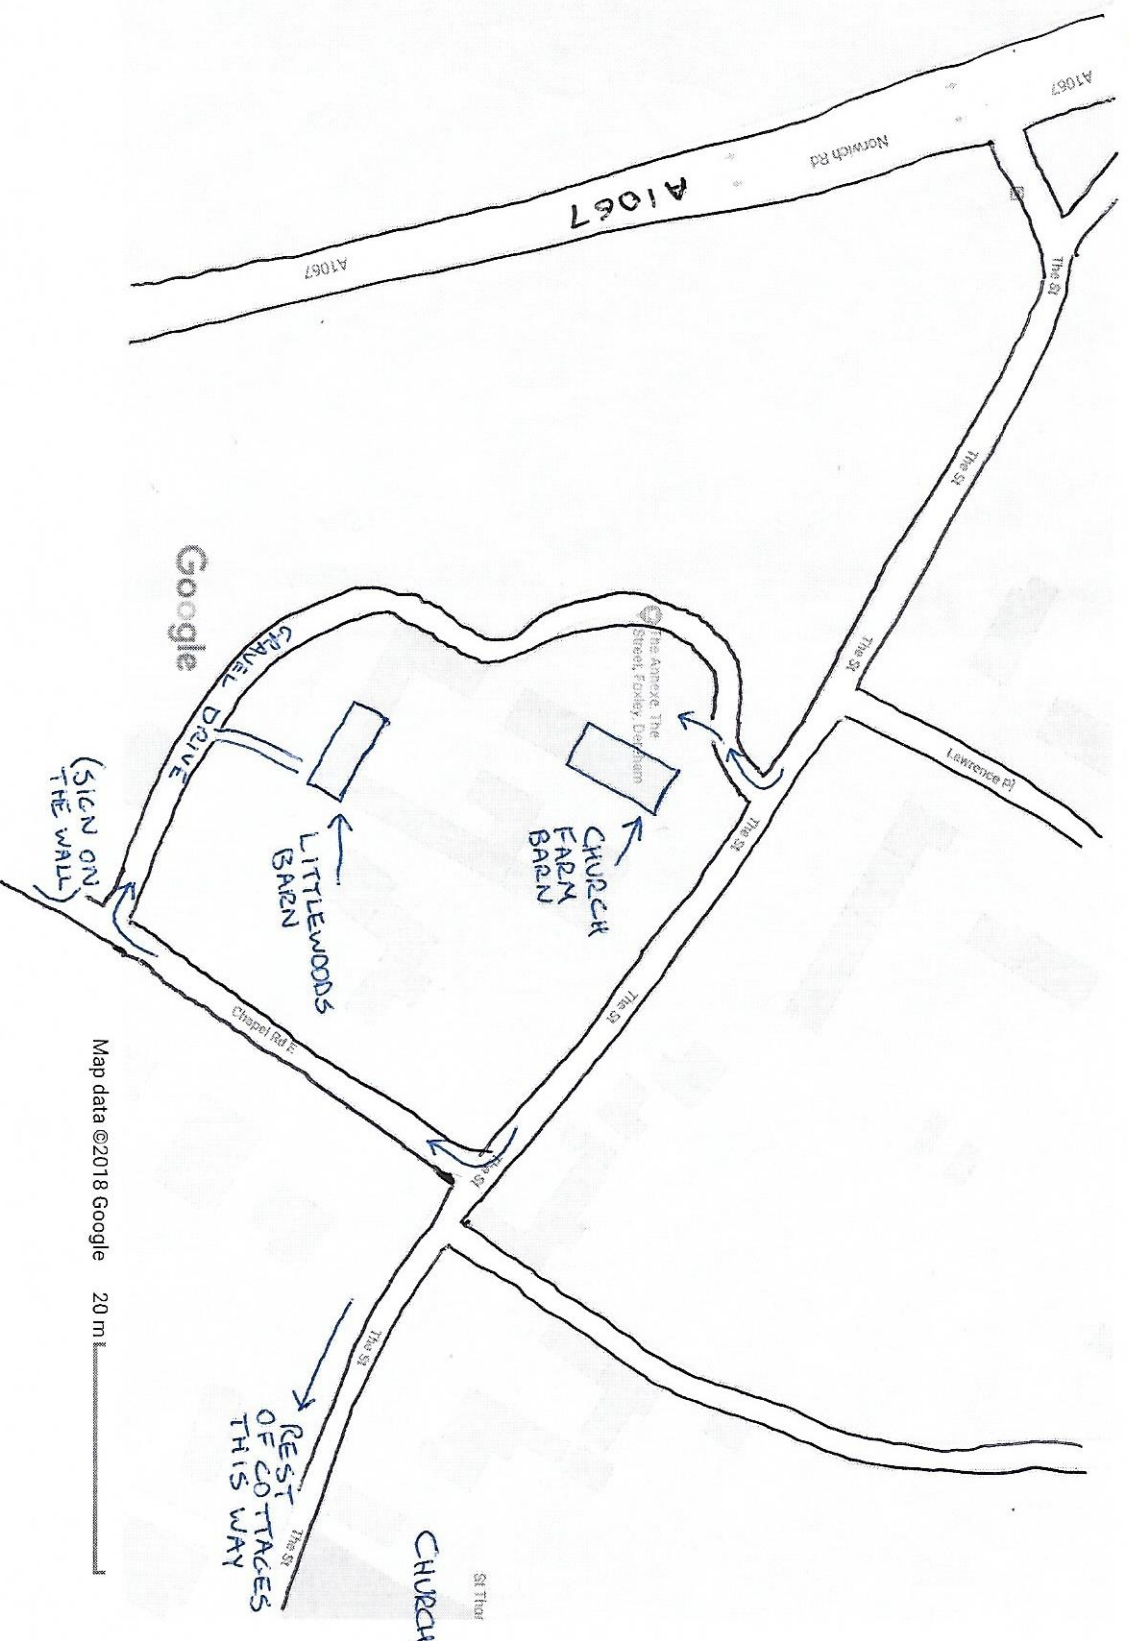 A1067
Norwich Rd
A1067
A1067
The St
The St
The St
Lawrence Pl
The Annexe, The
Street, Foxley, Dereham
The St
CHURCH
FARM
BARN
LITTLEWOODS
BARN
GRAVEL DRIVE
Google
(SIGN ON
THE WALL)
The St
Chapel Rd E
The St
The St
REST
OF COTTAGES
THIS WAY
The St
CHURCH
Map data ©2018 Google
20 m